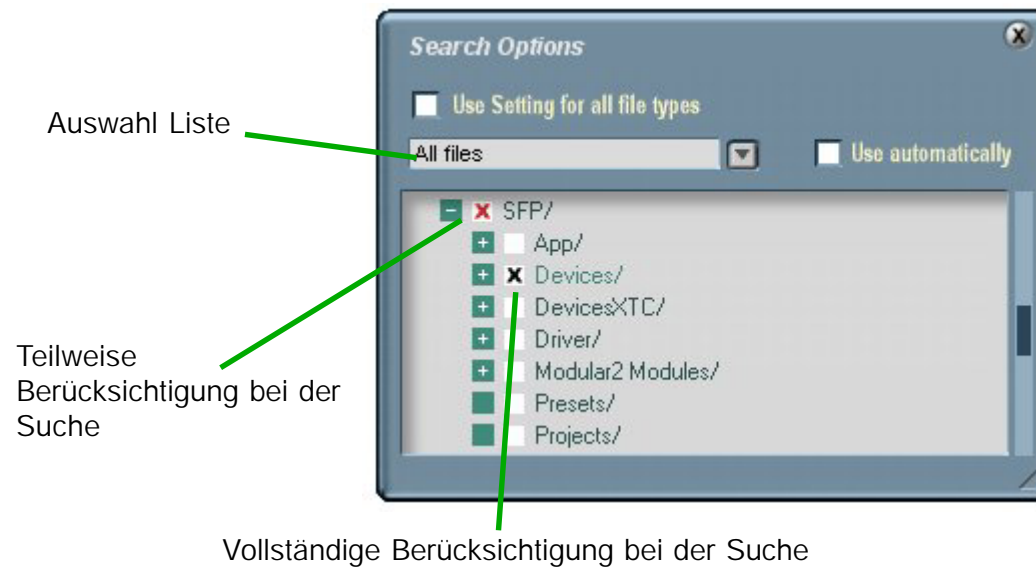 Search Options
Use Setting for all file types
Auswahl Liste
All files
Use automatically
SFP/
App/
Devices/
DevicesXTC/
Driver/
Modular2 Modules/
Presets/
Projects/
Teilweise
Berücksichtigung bei der
Suche
Vollständige Berücksichtigung bei der Suche